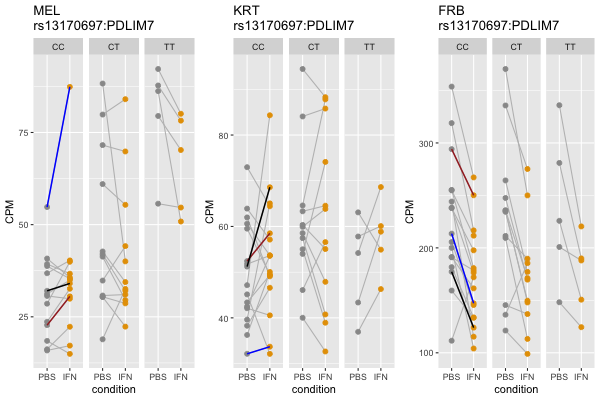 MEL
rs13170697:PDLIM7
CC CT TT
75
50
25
CPM
PBS IFN PBS IFN PBS IFN
condition
KRT
rs13170697:PDLIM7
CC CT TT
80
60
40
CPM
PBS IFN PBS IFN PBS IFN
condition
FRB
rs13170697:PDLIM7
CC CT TT
300
200
100
CPM
PBS IFN PBS IFN PBS IFN
condition